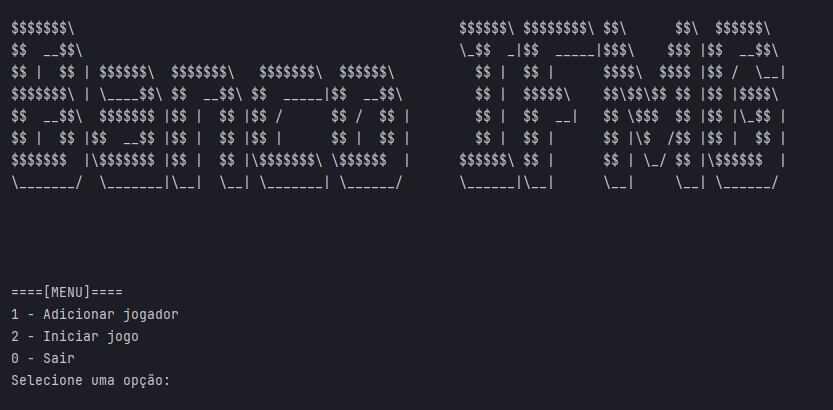 $$$$$$$\                                                $$$$$$\ $$$$$$$$\ $$\      $$\  $$$$$$\
$$  __$$\                                               \_$$  _|$$  _____|$$$\    $$$ |$$  __$$\
$$ |  $$ | $$$$$$\  $$$$$$$\   $$$$$$$\  $$$$$$\          $$ |  $$ |      $$$$\  $$$$ |$$ /  \__|
$$$$$$$\ | \____$$\ $$  __$$\ $$  _____|$$  __$$\         $$ |  $$$$$\    $$\$$\$$ $$ |$$ |$$$$\
$$  __$$\  $$$$$$$ |$$ |  $$ |$$ /      $$ /  $$ |        $$ |  $$  __|   $$ \$$$  $$ |$$ |\_$$ |
$$ |  $$ |$$  __$$ |$$ |  $$ |$$ |      $$ |  $$ |        $$ |  $$ |      $$ |\$  /$$ |$$ |  $$ |
$$$$$$$  |\$$$$$$$ |$$ |  $$ |\$$$$$$$\ \$$$$$$  |      $$$$$$\ $$ |      $$ | \_/ $$ |\$$$$$$  |
\_______/  \_______|\__|  \__| \_______| \______/       \______|\__|      \__|     \__| \______/
====[MENU]====
1 - Adicionar jogador
2 - Iniciar jogo
0 - Sair
Selecione uma opção: